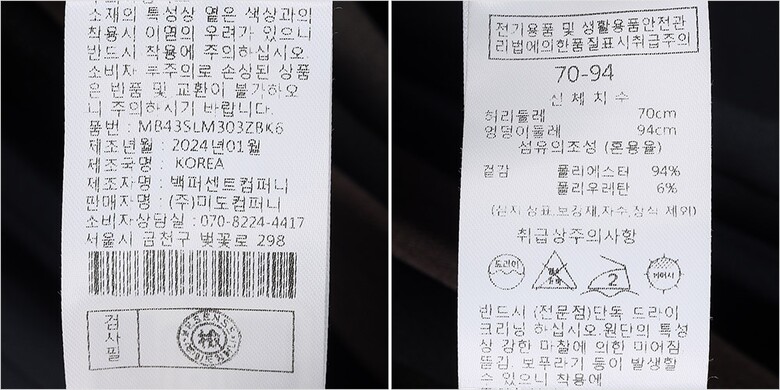 소재의 특성상 옅은 색상과의
착용시 이염의 우려가 있으니
반드시 착용에 주의하십시오
소비자 부주의로 손상된 상품
은 반품 및 교환이 불가하오
니 주의하시기 바랍니다.
품번 : MB43SLM303ZBK6
제조년월 : 2024년01월
제조국명 : KOREA
제조자명 : 백퍼센트컴퍼니
판매자명 : (주)미도컴퍼니
소비자상담실 : 070-8224-4417
서울시 금천구 벚꽃로 298
검사필
전기용품 및 생활용품안전관
리법에의한품질표시취급주의
70-94
신체치수
허리둘레 70cm
엉덩이둘레 94cm
섬유의조성 (혼용율)
겉감 폴리에스터 94%
폴리우레탄 6%
(심지,상표,보강재,자수,장식 제외)
취급상주의사항
드라이
2
반드시 (전문점)단독 드라이
크리닝 하십시오.원단의 특성
상 강한 마찰에 의한 미어짐
뜯김, 보푸라기 등이 발생할
수 있으니 착용에